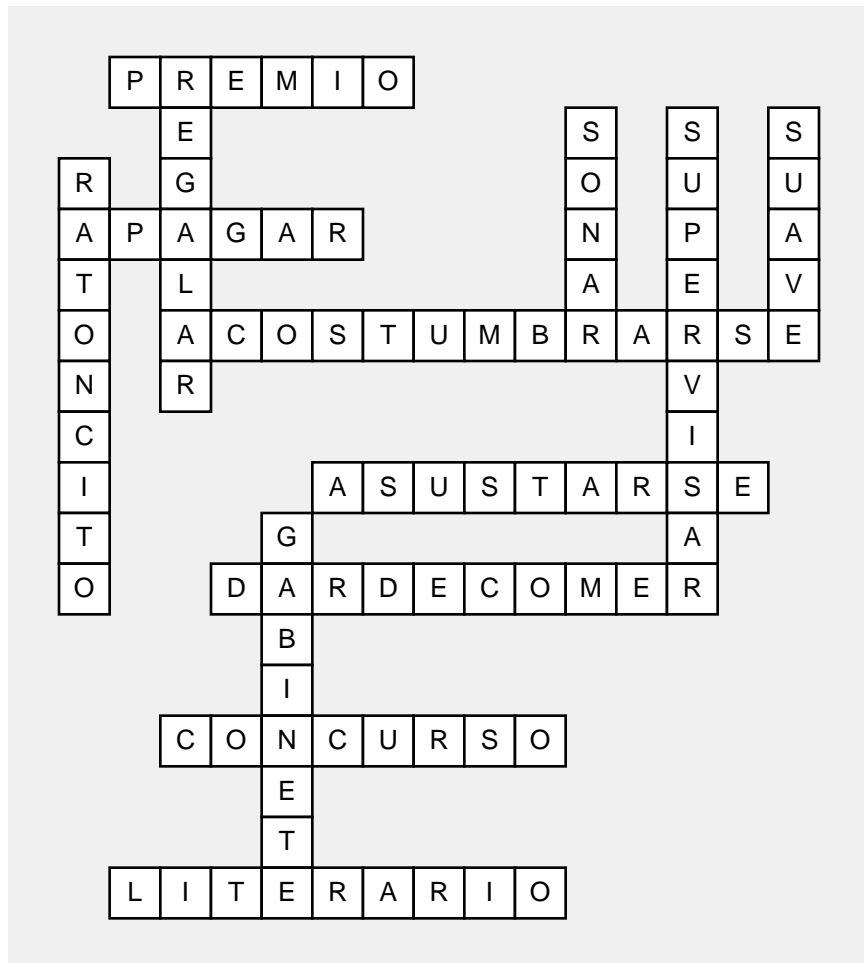 PREMIO
REGALAR
SONAR
SUPERVISAR
SUAVE
RATONCITO
APAGAR
ACOSTUMBRARSE
ASUSTARSE
GABINETE
DARDECOMER
CONCURSO
LITERARIO